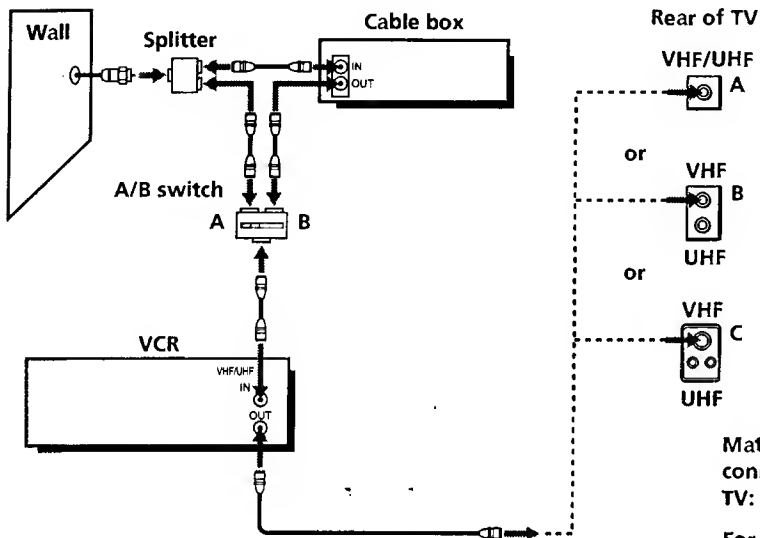 Wall
Splitter
Cable box
IN
OUT
Rear of TV
VHF/UHF
A
or
VHF
B
UHF
or
VHF
C
UHF
A/B switch
A
B
VCR
VHF/UHF
IN
OUT
Mat
conn
TV:
For